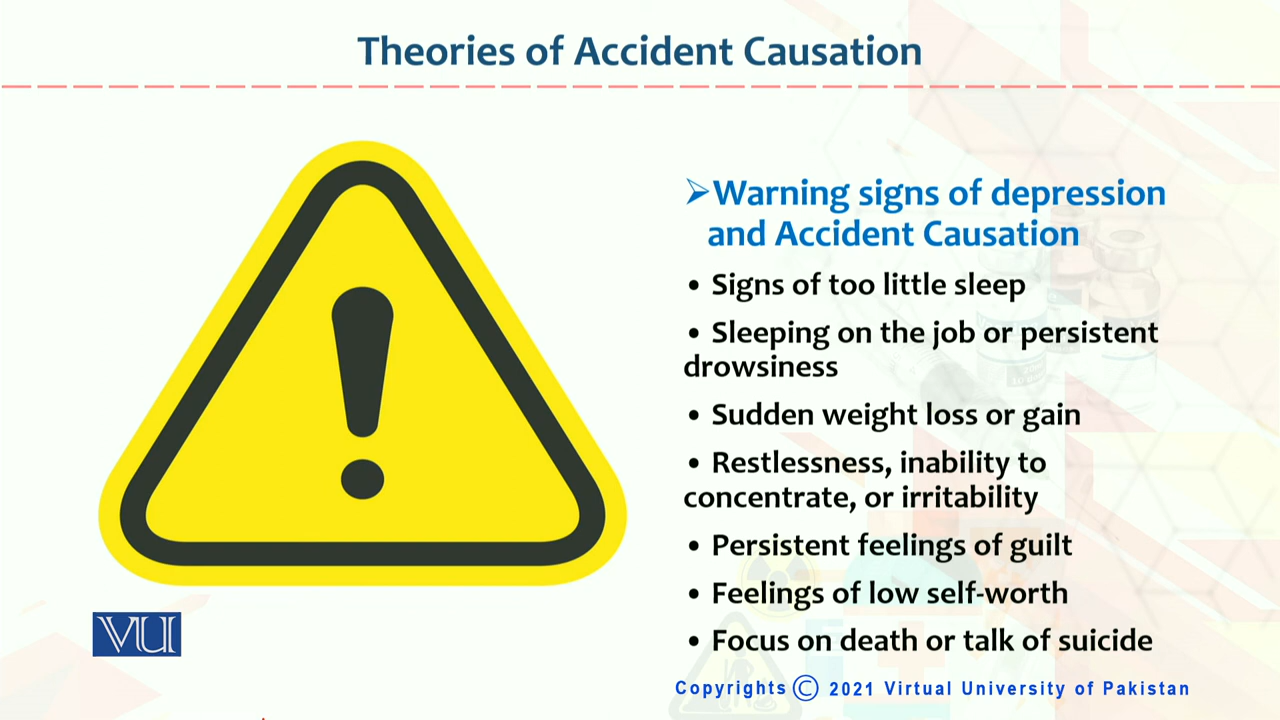 Theories of Accident Causation
➢Warning signs of depression
and Accident Causation
• Signs of too little sleep
• Sleeping on the job or persistent
drowsiness
• Sudden weight loss or gain
• Restlessness, inability to
concentrate, or irritability
• Persistent feelings of guilt
• Feelings of low self-worth
• Focus on death or talk of suicide
VU
Copyrights © 2021 Virtual University of Pakistan